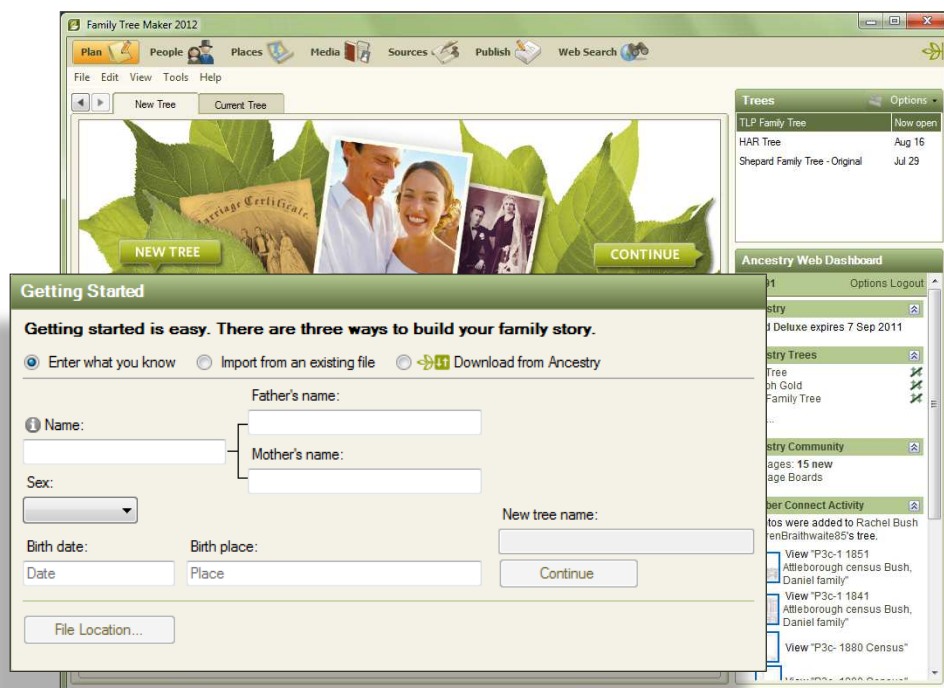 Family Tree Maker 2012
Plan People Places Media Sources Publish Web Search
File Edit View Tools Help
New Tree Current Tree
Marriage Certificate
NEW TREE
CONTINUE
Trees Options
TLP Family Tree Now open
HAR Tree Aug 16
Shepard Family Tree - Original Jul 29
Ancestry Web Dashboard
Options Logout
Deluxe expires 7 Sep 2011
Tree
Gold
Family Tree
Community
15 new
Boards
Connect Activity
were added to Rachel Bush
tree.
View "P3c-1 1851
Attleborough census Bush,
Daniel family"
View "P3c-1 1841
Attleborough census Bush,
Daniel family"
View "P3c- 1880 Census"
Getting Started
Getting started is easy. There are three ways to build your family story.
Enter what you know Import from an existing file Download from Ancestry
Father's name:
Name:
Mother's name:
Sex:
New tree name:
Birth date: Birth place:
Date Place Continue
File Location...